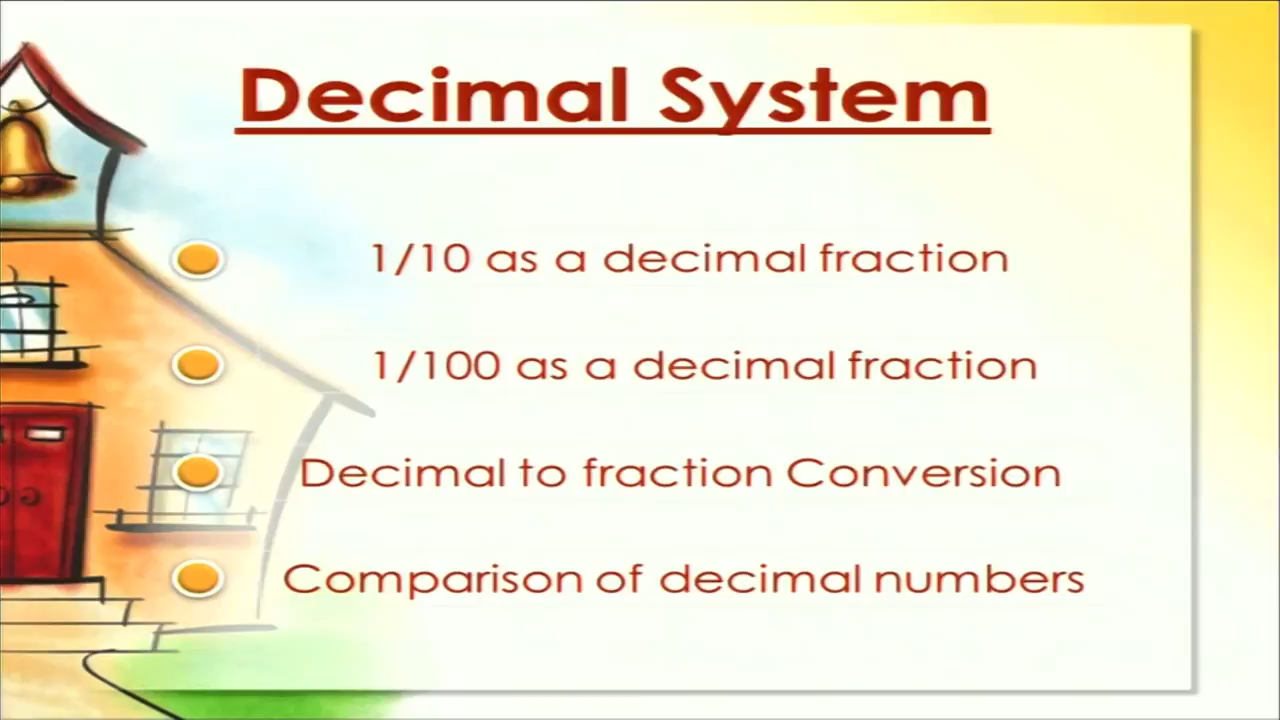 Decimal System
1/10 as a decimal fraction
1/100 as a decimal fraction
Decimal to fraction Conversion
Comparison of decimal numbers